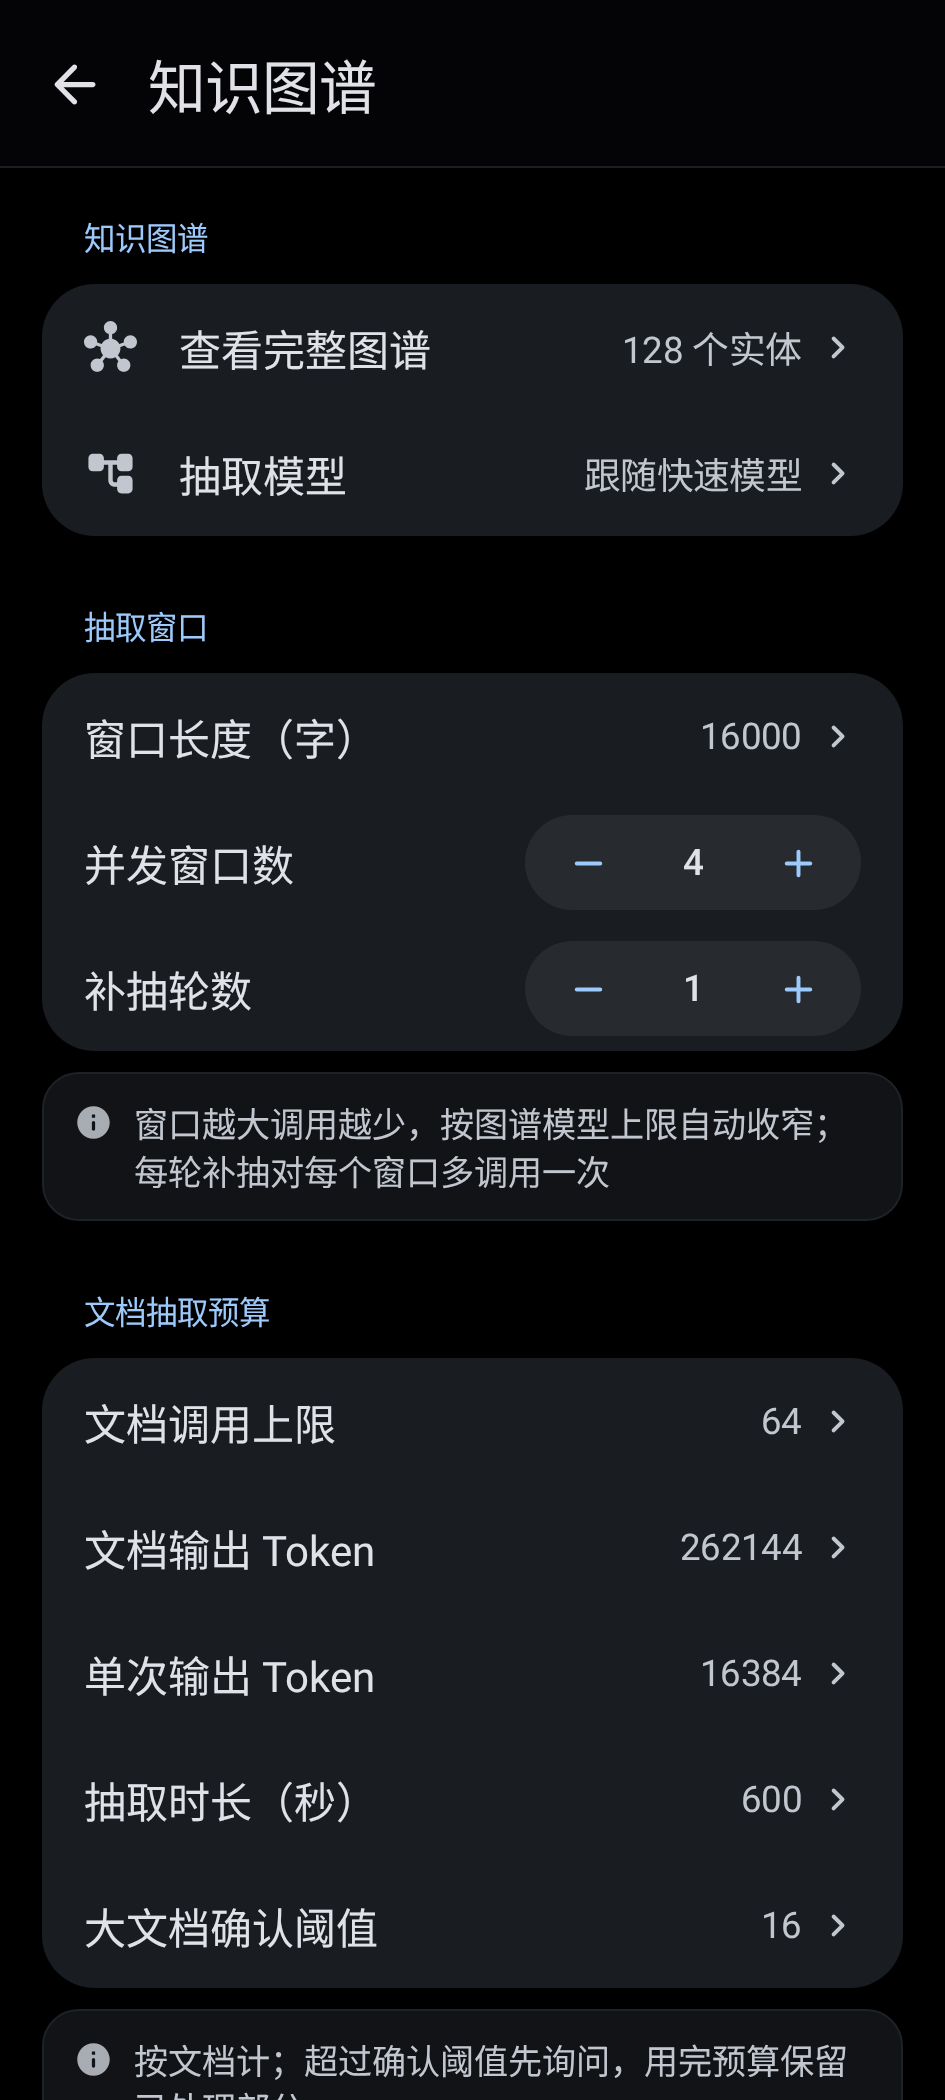 知识图谱
知识图谱
查看完整图谱 128 个实体
抽取模型 跟随快速模型
抽取窗口
窗口长度（字） 16000
并发窗口数 4
补抽轮数 1
窗口越大调用越少，按图谱模型上限自动收窄；
每轮补抽对每个窗口多调用一次
文档抽取预算
文档调用上限 64
文档输出 Token 262144
单次输出 Token 16384
抽取时长（秒） 600
大文档确认阈值 16
按文档计；超过确认阈值先询问，用完预算保留